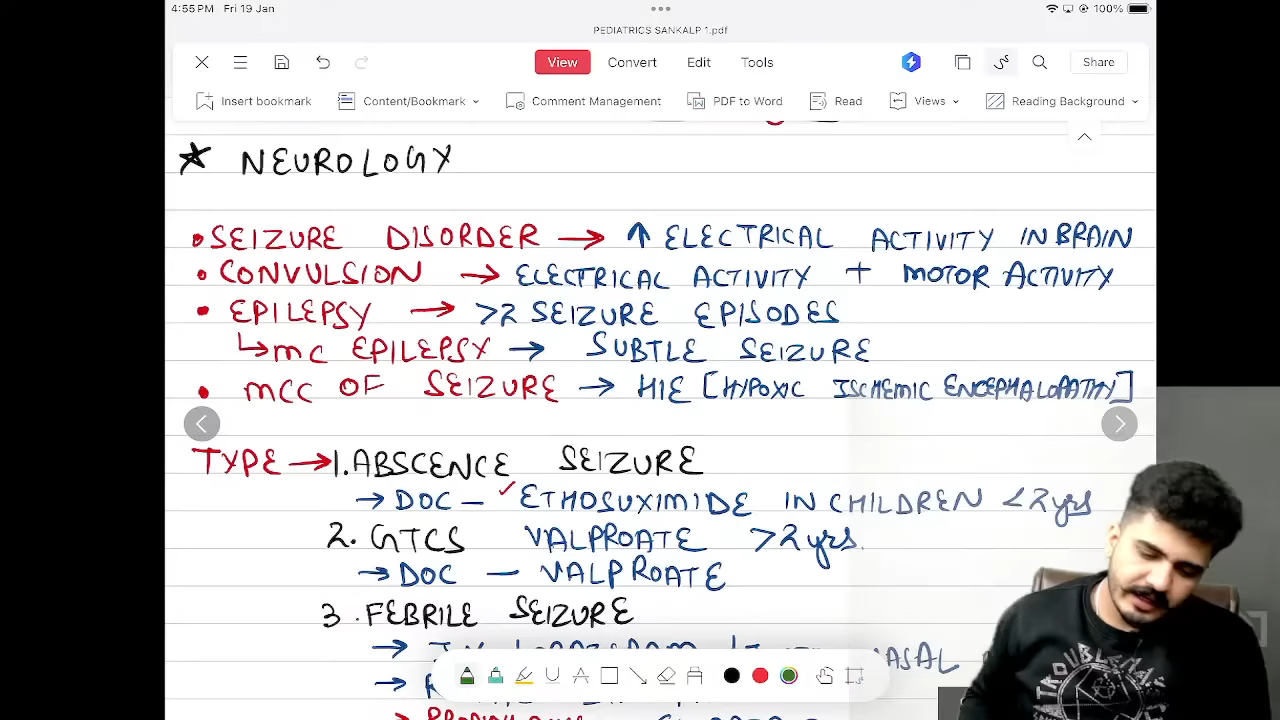 4:55PM Fri 19 Jan
100%
PEDIATRICS SANKALP 1.pdf
View Convert Edit Tools Share
Insert bookmark Content/Bookmark Comment Management PDF to Word Read Views Reading Background
NEUROLOGY
• SEIZURE DISORDER → ↑ ELECTRICAL ACTIVITY IN BRAIN
• CONVULSION → ELECTRICAL ACTIVITY + MOTOR ACTIVITY
• EPILEPSY → >2 SEIZURE EPISODES
↳ MC EPILEPSY → SUBTLE SEIZURE
• MCC OF SEIZURE → HIE [HYPOXIC ISCHEMIC ENCEPHALOPATHY]
TYPE → 1. ABSCENCE SEIZURE
→ DOC – ETHOSUXIMIDE IN CHILDREN <2yrs
2. GTCS VALPROATE >2yrs.
→ DOC – VALPROATE
3. FEBRILE SEIZURE